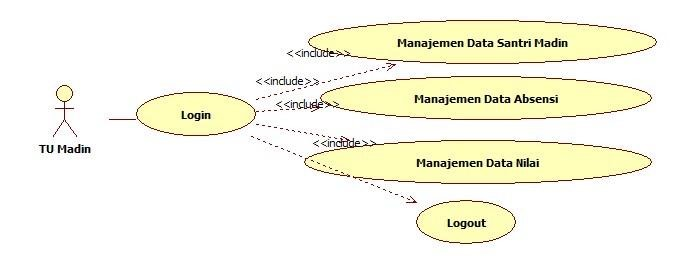 <<include>>
Manajemen Data Santri Madin
<<include>>
<<include>>
Manajemen Data Absensi
Login
TU Madin
<<include>>
Manajemen Data Nilai
Logout